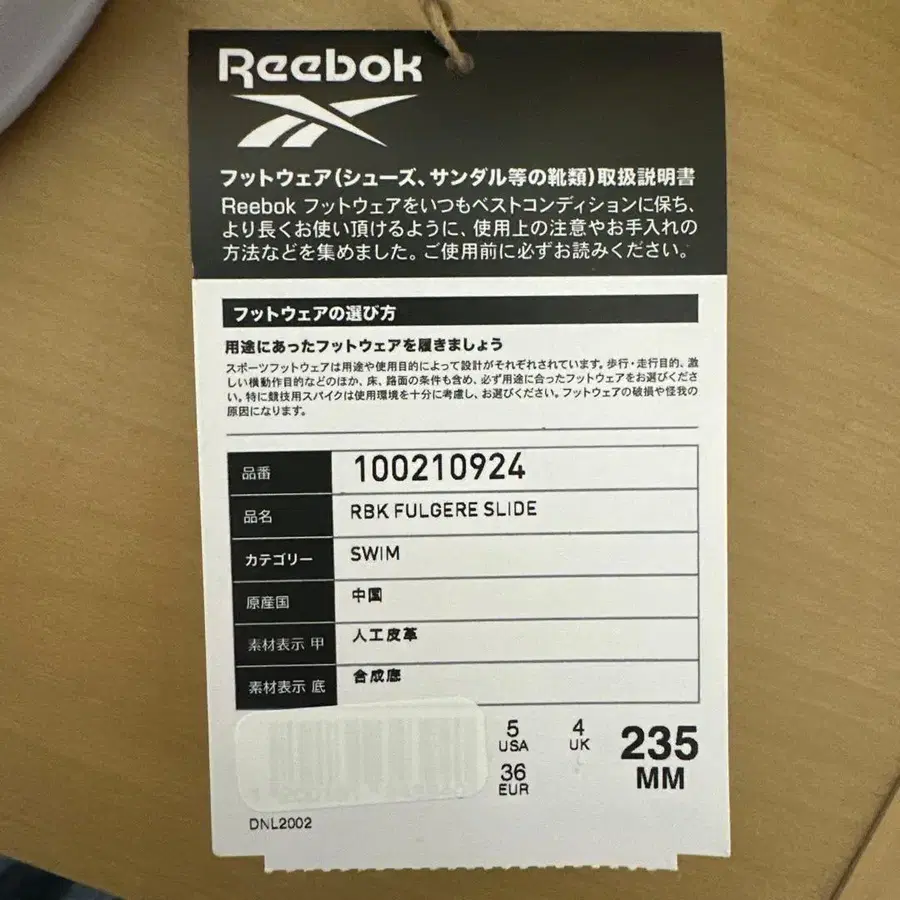 Reebok
フットウェア(シューズ、サンダル等の靴類)取扱説明書
Reebok フットウェアをいつもベストコンディションに保ち、
より長くお使い頂けるように、使用上の注意やお手入れの
方法などを集めました。ご使用前に必ずお読みください。
フットウェアの選び方
用途にあったフットウェアを履きましょう
スポーツフットウェアは用途や使用目的によって設計がそれぞれされています。歩行・走行目的、激
しい横動作目的などのほか、床、路面の条件も含め、必ず用途に合ったフットウェアをお選びくださ
い。特に競技用スパイクは使用環境を十分に考慮し、お選びください。フットウェアの破損や怪我の
原因になります。
品番 100210924
品名 RBK FULGERE SLIDE
カテゴリー SWIM
原産国 中国
素材表示 甲 人工皮革
素材表示 底 合成底
5 USA
4 UK
36 EUR
235 MM
DNL2002